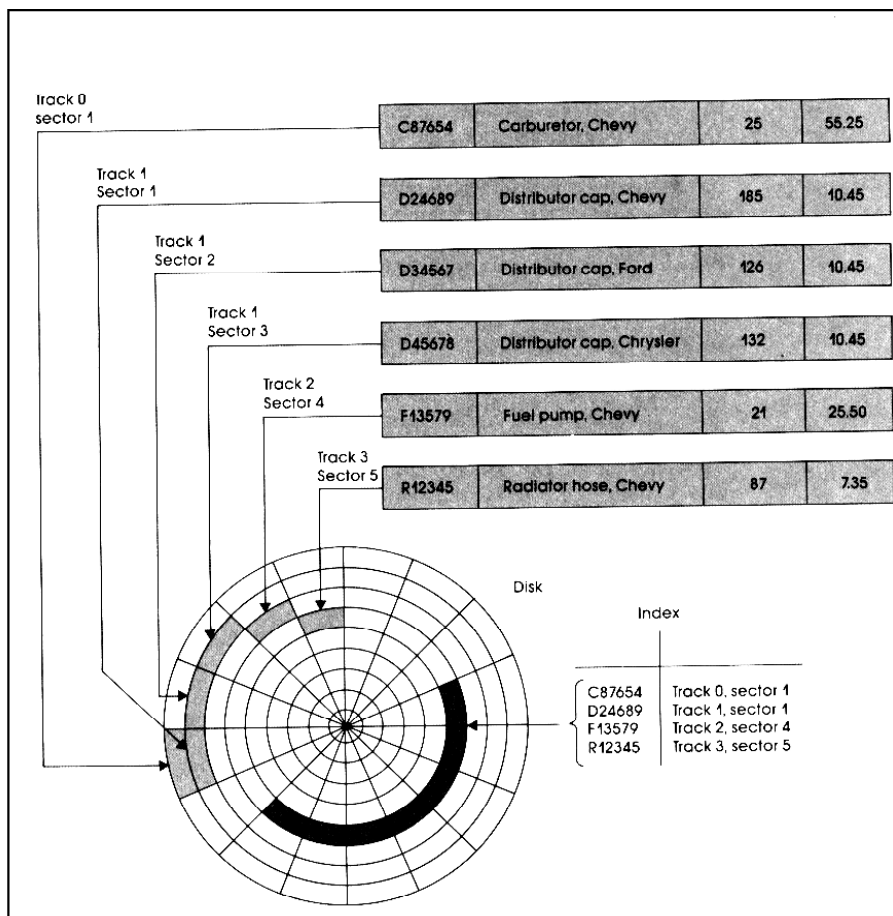 Track 0
sector 1
C87654 Carburetor, Chevy 25 55.25
Track 1
Sector 1
D24689 Distributor cap, Chevy 185 10.45
Track 1
Sector 2
D34567 Distributor cap, Ford 126 10.45
Track 1
Sector 3
D45678 Distributor cap, Chrysler 132 10.45
Track 2
Sector 4
F13579 Fuel pump, Chevy 21 25.50
Track 3
Sector 5
R12345 Radiator hose, Chevy 87 7.35
Disk
Index
C87654 Track 0, sector 1
D24689 Track 1, sector 1
F13579 Track 2, sector 4
R12345 Track 3, sector 5